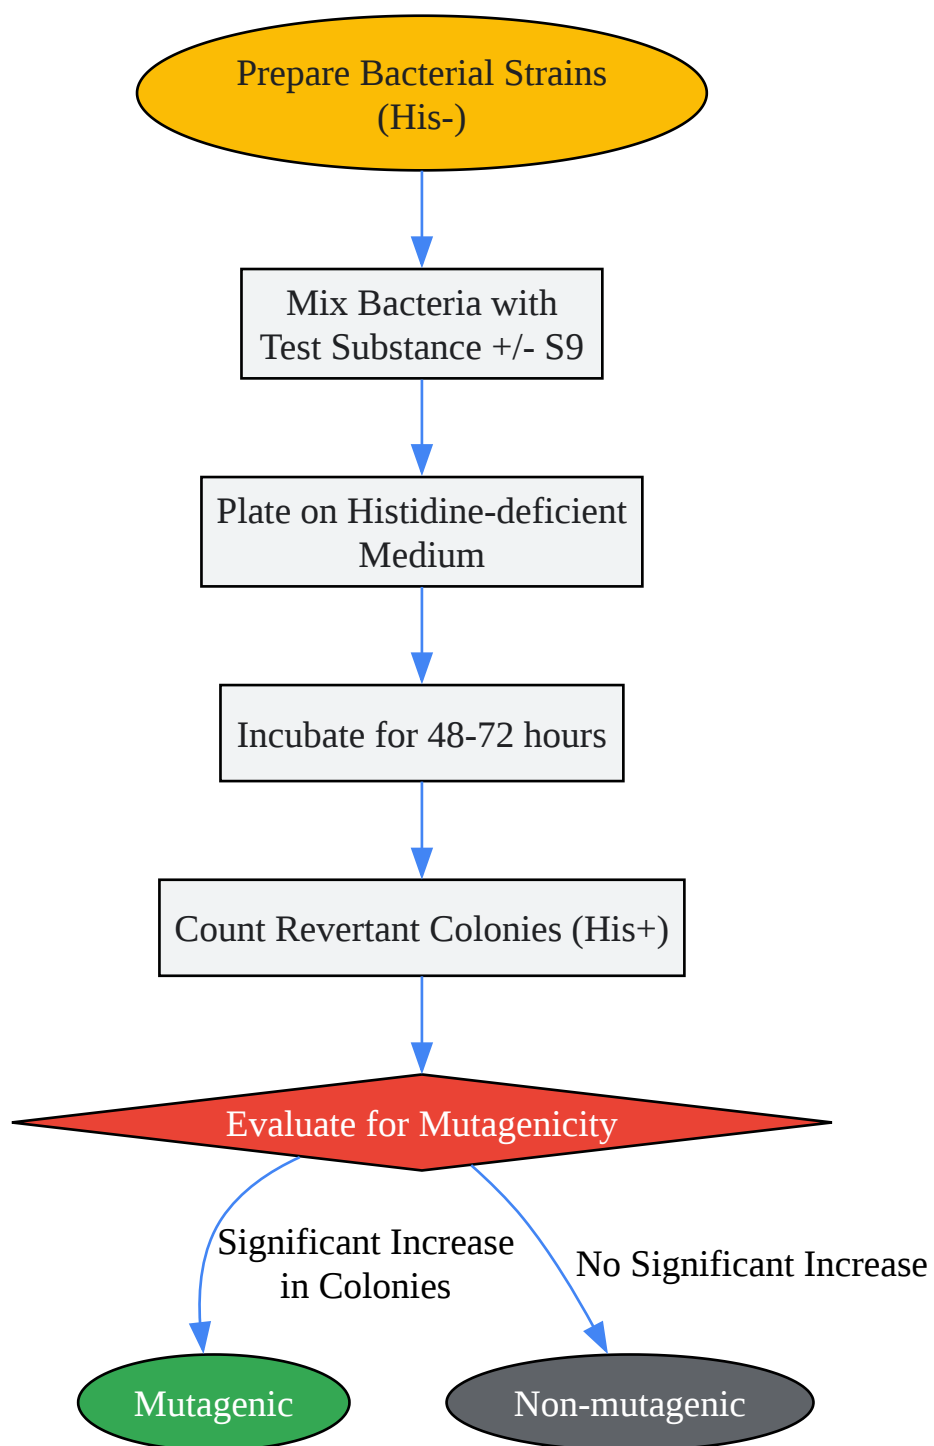 Prepare Bacterial Strains
(His-)
Mix Bacteria with
Test Substance +/- S9
Plate on Histidine-deficient
Medium
Incubate for 48-72 hours
Count Revertant Colonies (His+)
Evaluate for Mutagenicity
Significant Increase
in Colonies
No Significant Increase
Mutagenic
Non-mutagenic